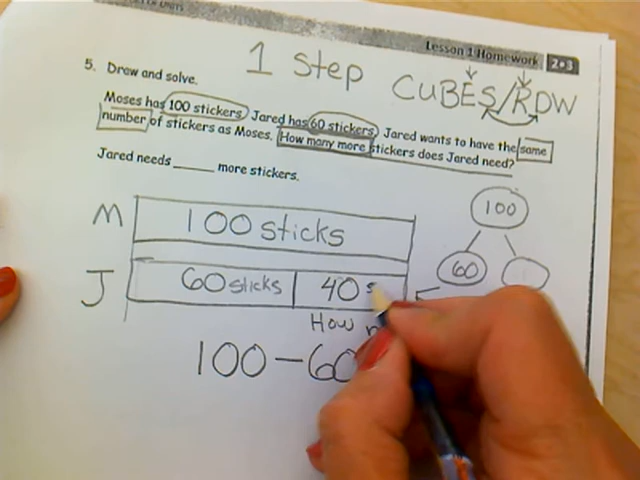 Lesson 1 Homework 2•3
1 Step
CUBES/RDW
5. Draw and solve.
Moses has 100 stickers. Jared has 60 stickers. Jared wants to have the same
number of stickers as Moses. How many more stickers does Jared need?
Jared needs ____ more stickers.
M 100 sticks
J 60 sticks 40 s
100
60
How
100 - 60